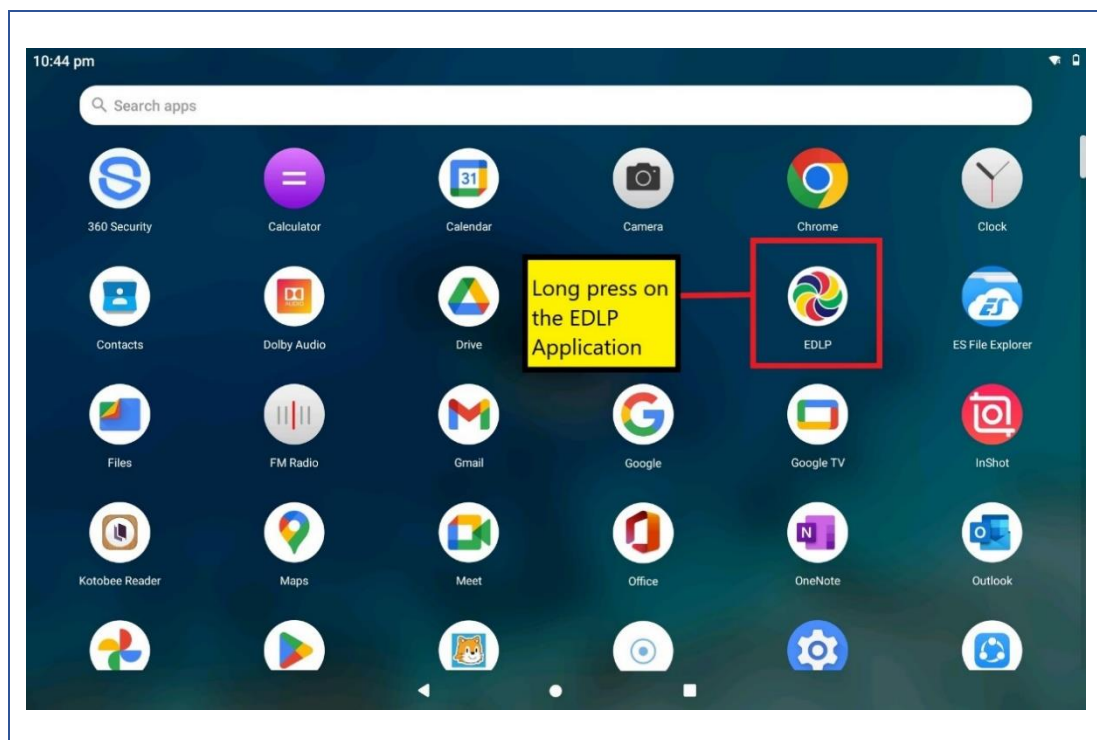 10:44 pm
Search apps
31
360 Security
Calculator
Calendar
Camera
Chrome
Clock
Long press on
the EDLP
Application
AUDIO
ES
Contacts
Dolby Audio
Drive
EDLP
ES File Explorer
Files
FM Radio
Gmail
Google
Google TV
InShot
N
O
Kotobee Reader
Maps
Meet
Office
OneNote
Outlook